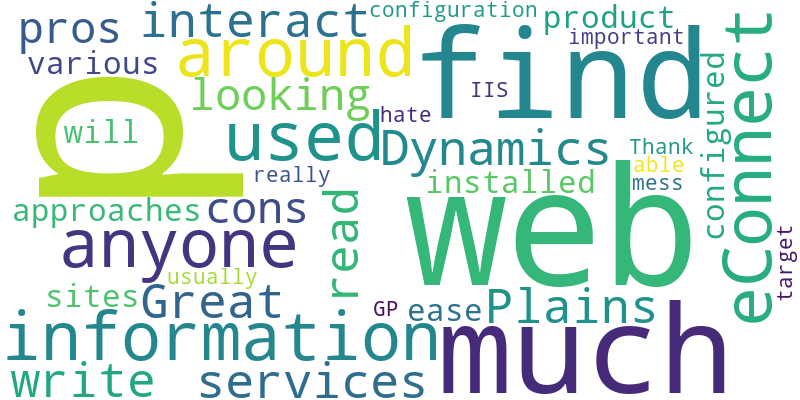 configuration
pros
interact
product
around
find
important
eConnect
various
looking
IIS
configured
p
will
used
hate
Dynamics
Thank
able
really
installed
mess
approaches
cons
read
web
anyone
usually
target
sites
Great
GP
ease
Plains
information
much
write
services